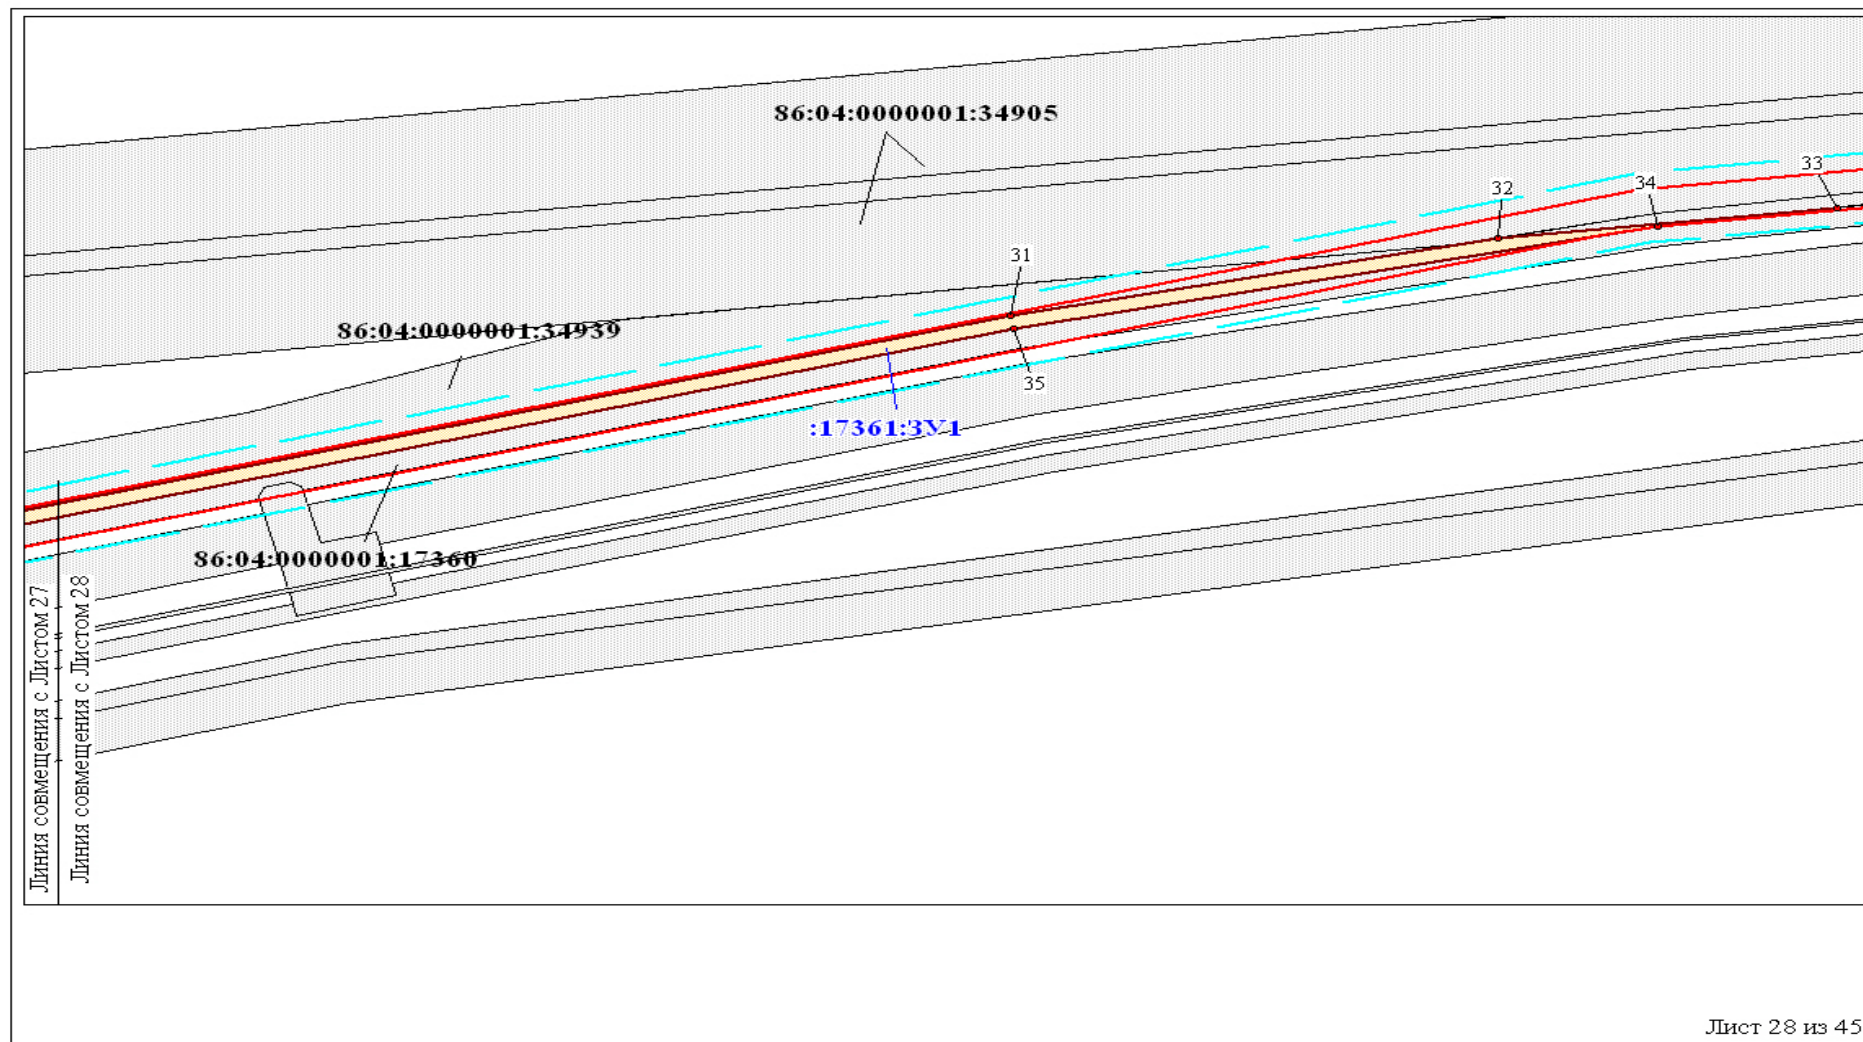 86:04:0000001:34905
33
34
32
31
86:04:0000001:34939
35
:17361:ЗУ1
86:04:0000001:17360
Линия совмещения с Листом 27
Линия совмещения с Листом 28
Лист 28 из 45